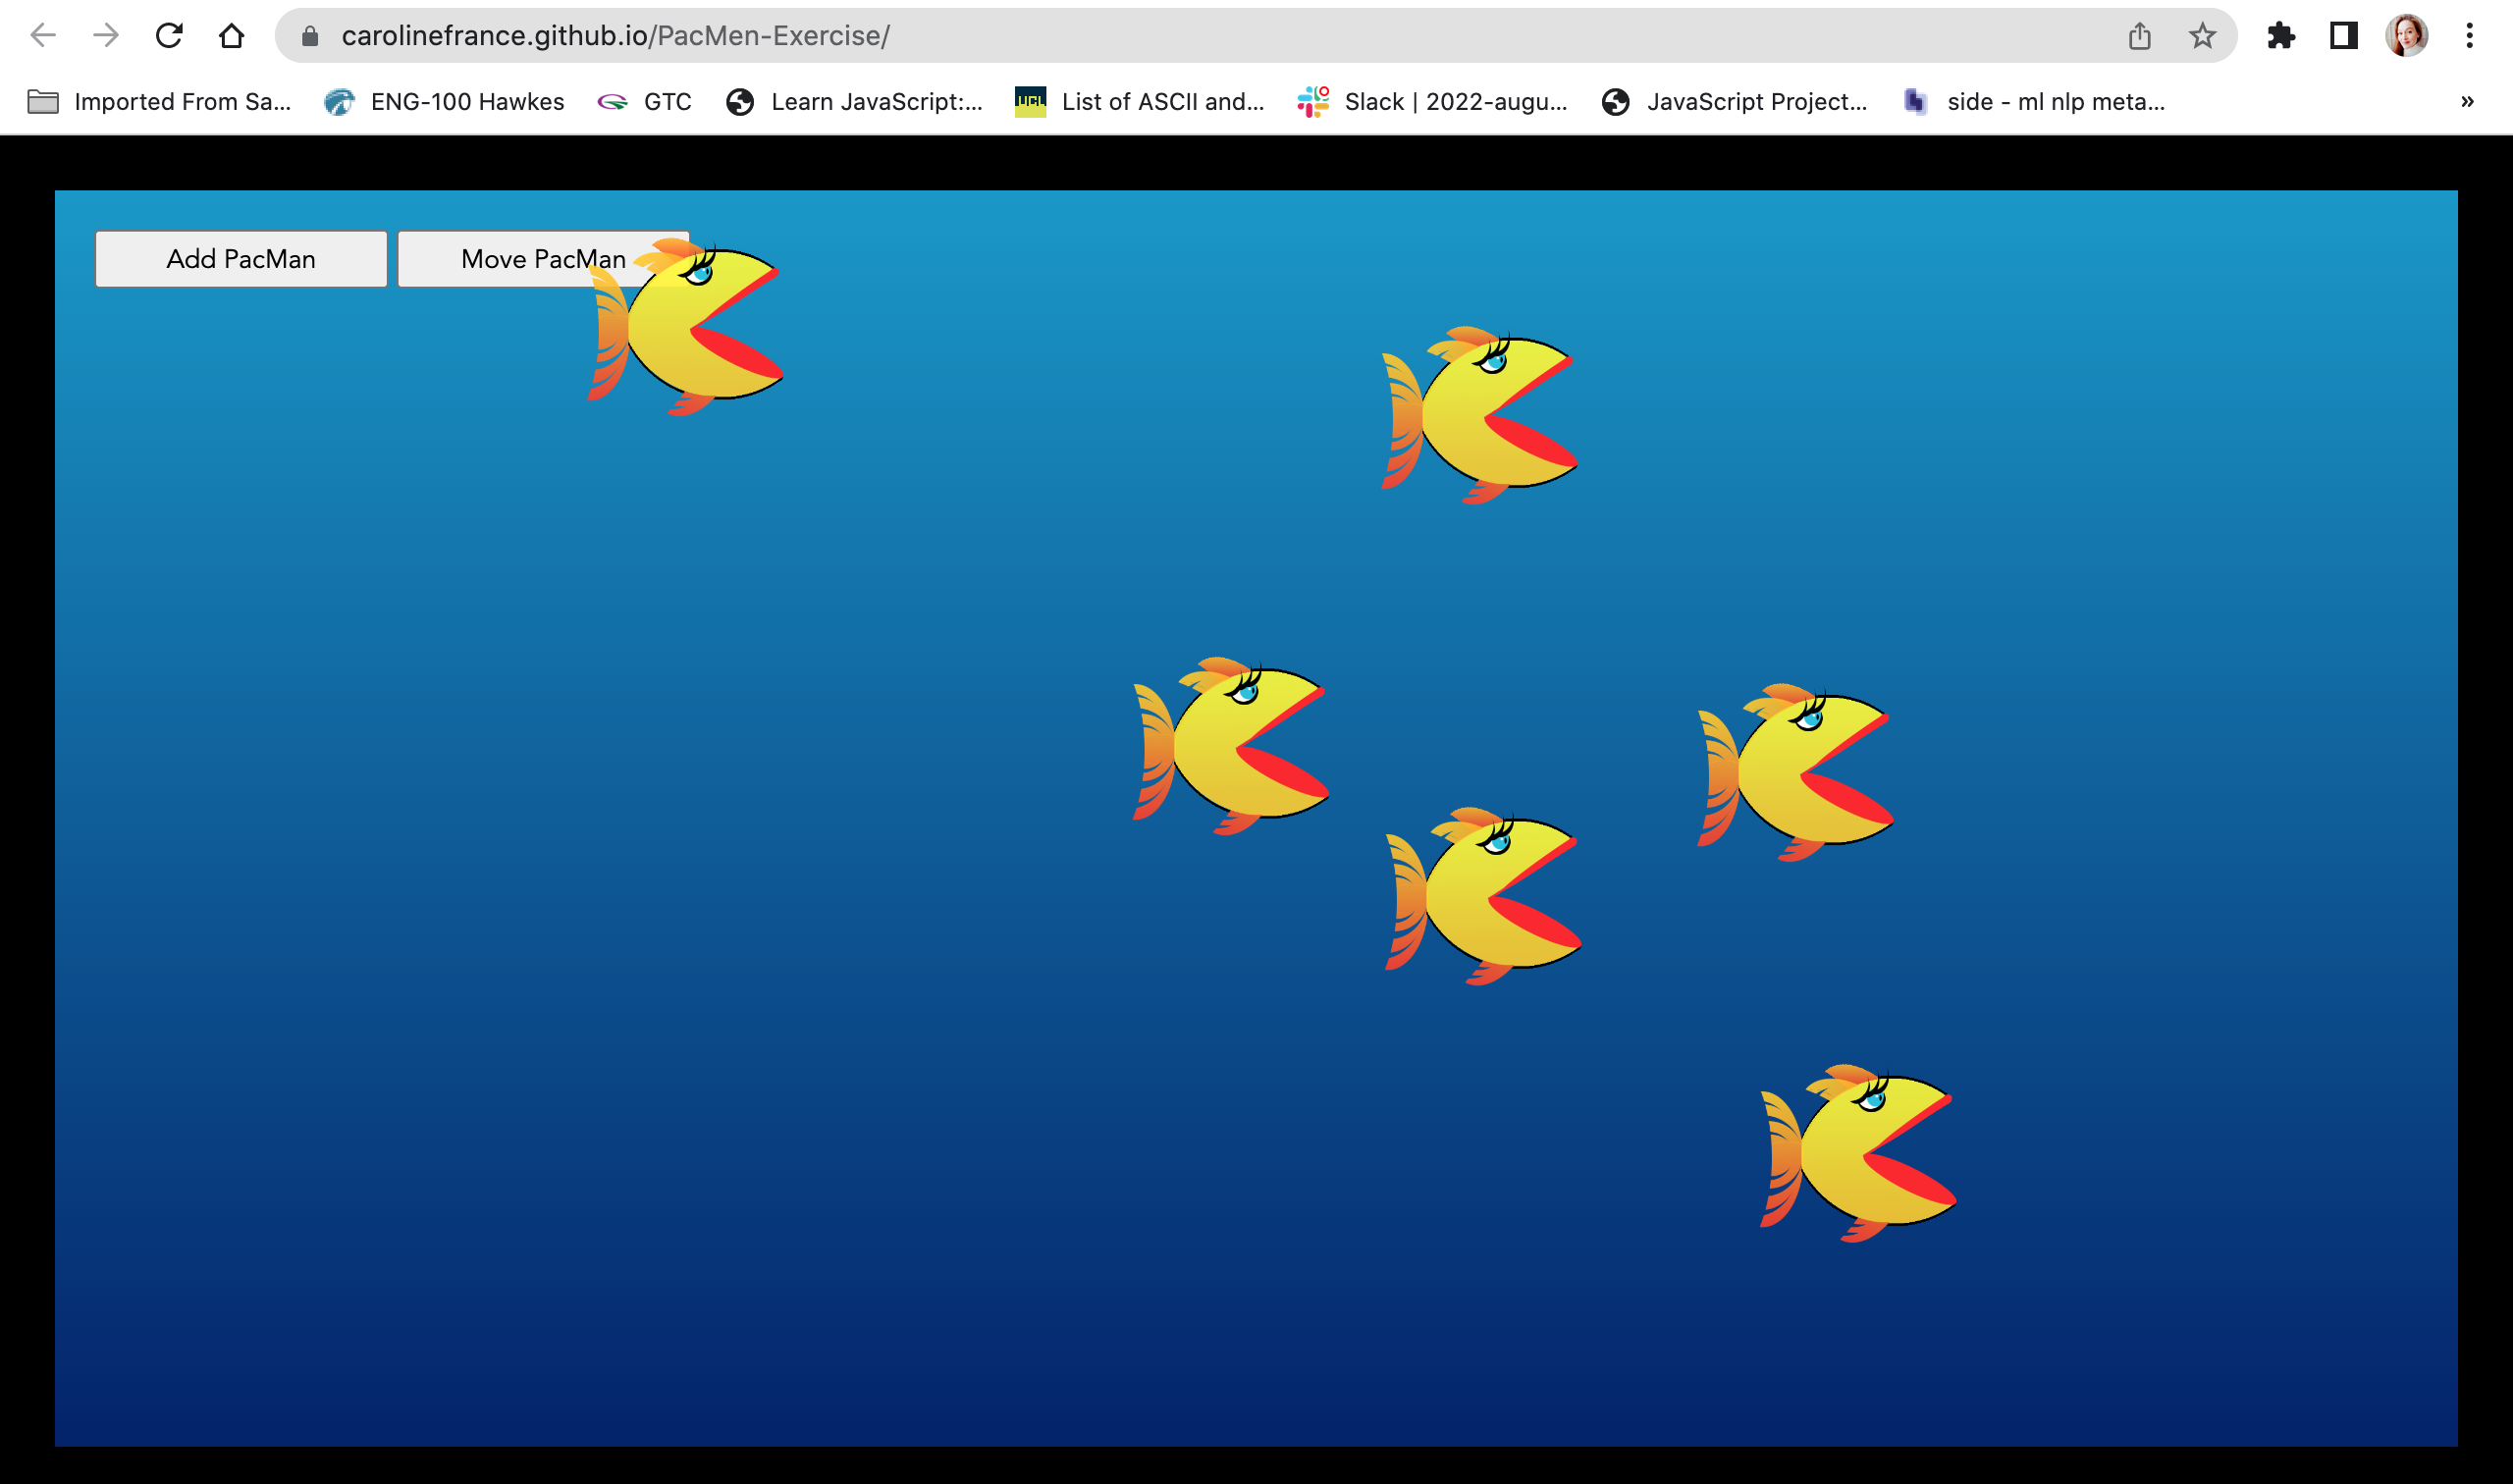 carolinefrance.github.io/PacMen-Exercise/
Imported From Sa... ENG-100 Hawkes GTC Learn JavaScript:... UCL List of ASCII and... Slack | 2022-augu... JavaScript Project... side - ml nlp meta... »
Add PacMan Move PacMan